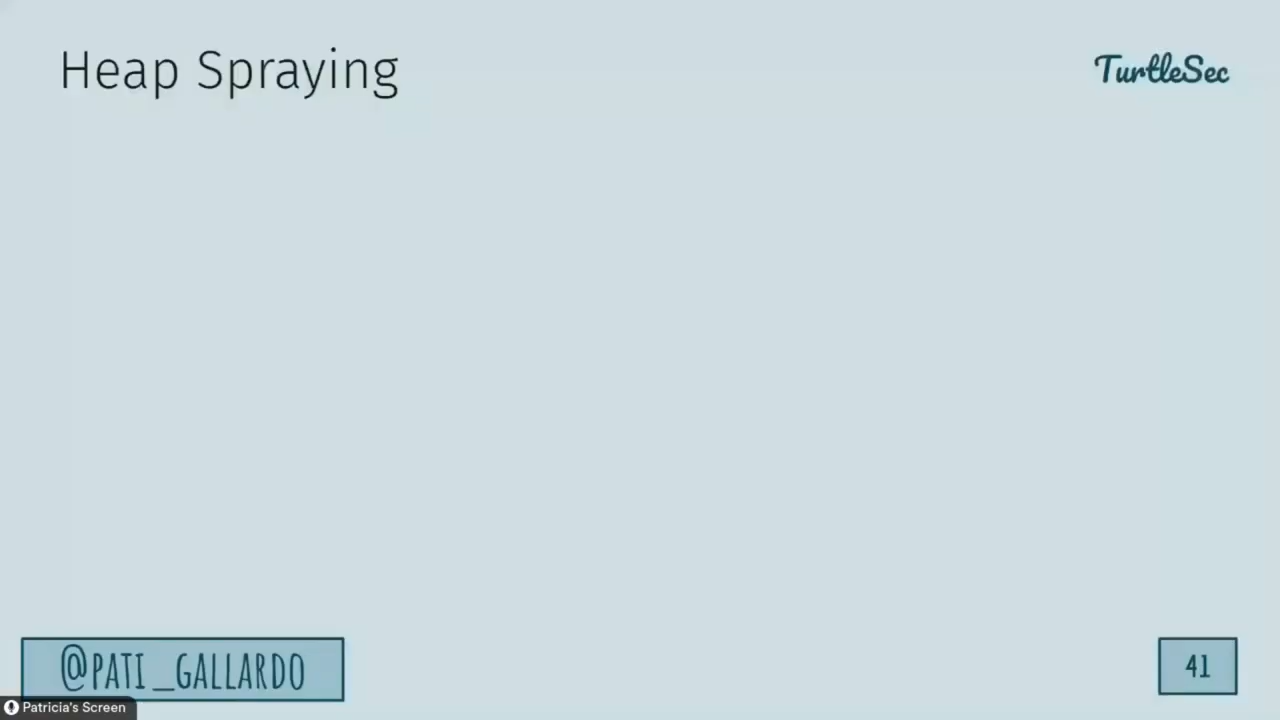 Heap Spraying
TurtleSec
@PATI_GALLARDO
41
Patricia's Screen